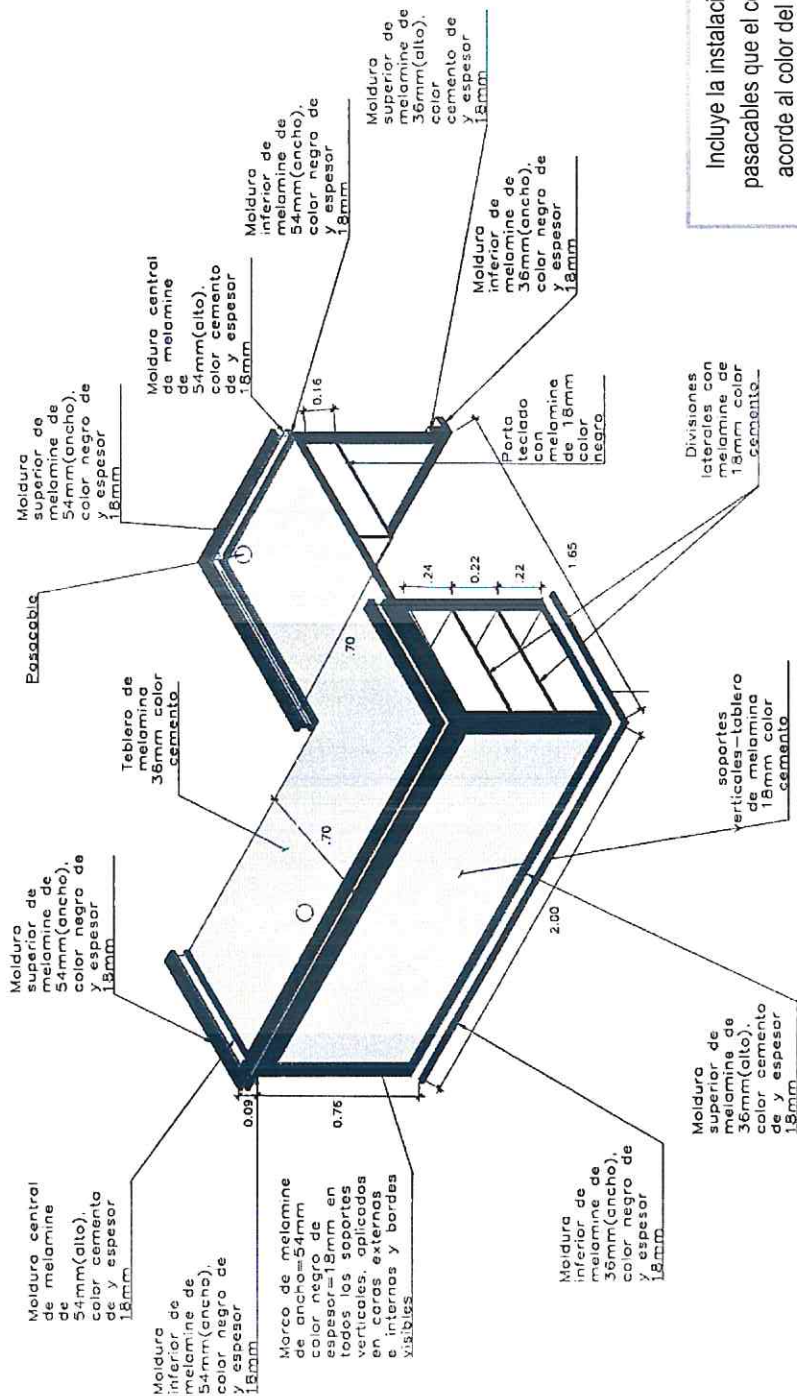 Moldura central
de melamine
de
54mm(alto),
color cemento
de y espesor
18mm
Moldura
inferior de
melamine de
54mm(ancho),
color negro de
y espesor
18mm
Marco de melamine
de ancho=54mm
color negro de
espesor=18mm en
todos los soportes
verticales, aplicados
en caras externas
e internas y bordes
visibles
Moldura
inferior de
melamine de
36mm(ancho),
color negro de
y espesor
18mm
Moldura
superior de
melamine de
36mm(alto),
color cemento
de y espesor
18mm
Moldura
superior de
melamine de
54mm(ancho),
color negro de
y espesor
18mm
Teblero de
melamina
36mm color
cemento
Pasacable
Moldura
superior de
melamine de
54mm(ancho),
color negro de
y espesor
18mm
Moldura central
de melamine
de
54mm(alto),
color cemento
de y espesor
18mm
Moldura
inferior de
melamine de
54mm(ancho),
color negro de
y espesor
18mm
Moldura
superior de
melamine de
36mm(alto),
color
cemento de
y espesor
18mm
Moldura
inferior de
melamine de
36mm(ancho),
color negro de
y espesor
18mm
Porta
teclado
con
melamine
de 18mm
color
negro
Divisiones
laterales con
melamine de
18mm color
cemento
soportes
verticales-tablero
de melamina
18mm color
cemento
0.09
0.76
.70
.70
0.16
.24
0.22
.22
1.65
2.00
Incluye la instalaci
pasacables que el c
acorde al color del